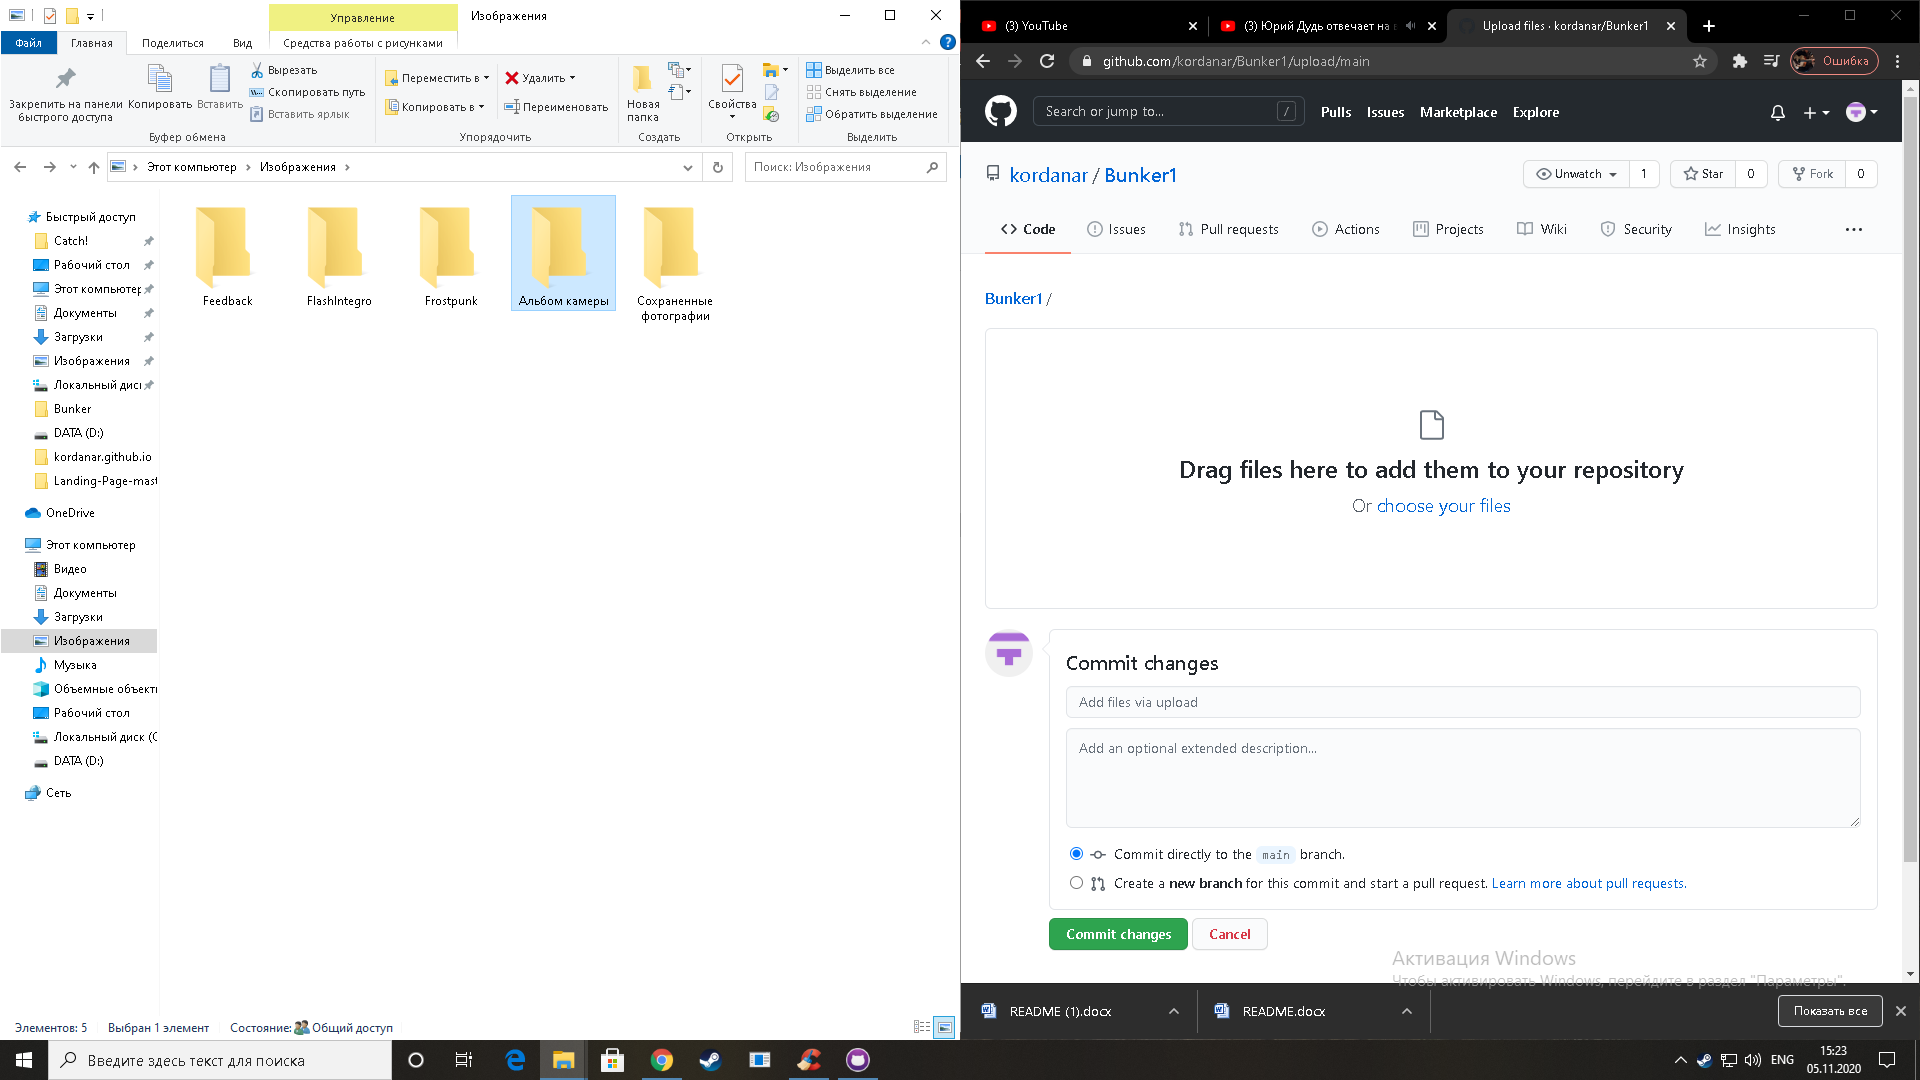 Управление
Изображения
Файл
Главная
Поделиться
Вид
Средства работы с рисунками
Закрепить на панели быстрого доступа
Копировать
Вставить
Вырезать
Скопировать путь
Вставить ярлык
Буфер обмена
Переместить в
Копировать в
Удалить
Переименовать
Упорядочить
Новая папка
Создать
Свойства
Открыть
Выделить все
Снять выделение
Обратить выделение
Выделить
Этот компьютер
Изображения
Поиск: Изображения
Быстрый доступ
Catch!
Рабочий стол
Этот компьютер
Документы
Загрузки
Изображения
Локальный диск
Bunker
DATA (D:)
kordanar.github.io
Landing-Page-mast
OneDrive
Этот компьютер
Видео
Документы
Загрузки
Изображения
Музыка
Объемные объекты
Рабочий стол
Локальный диск (C
DATA (D:)
Сеть
Feedback
FlashIntegro
Frostpunk
Альбом камеры
Сохраненные
фотографии
Элементов: 5
Выбран 1 элемент
Состояние:
Общий доступ
(3) YouTube
(3) Юрий Дудь отвечает на в
Upload files · kordanar/Bunker1
github.com/kordanar/Bunker1/upload/main
Ошибка
Search or jump to...
/
Pulls
Issues
Marketplace
Explore
kordanar / Bunker1
Unwatch
1
Star
0
Fork
0
Code
Issues
Pull requests
Actions
Projects
Wiki
Security
Insights
Bunker1 /
Drag files here to add them to your repository
Or choose your files
Commit changes
Add files via upload
Add an optional extended description...
Commit directly to the main branch.
Create a new branch for this commit and start a pull request. Learn more about pull requests.
Commit changes
Cancel
Активация Windows
Чтобы активировать Windows, перейдите в раздел "Параметры".
README (1).docx
README.docx
Показать все
Введите здесь текст для поиска
ENG
15:23
05.11.2020